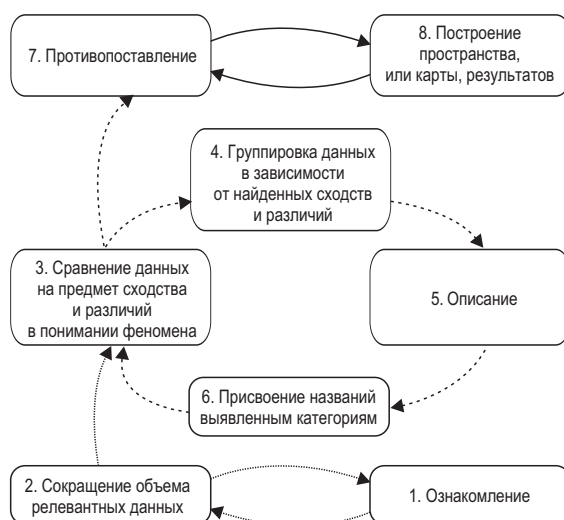 7. Противопоставление
8. Построение
пространства,
или карты, результатов
4. Группировка данных
в зависимости
от найденных сходств
и различий
3. Сравнение данных
на предмет сходства
и различий
в понимании феномена
5. Описание
6. Присвоение названий
выявленным категориям
2. Сокращение объема
релевантных данных
1. Ознакомление